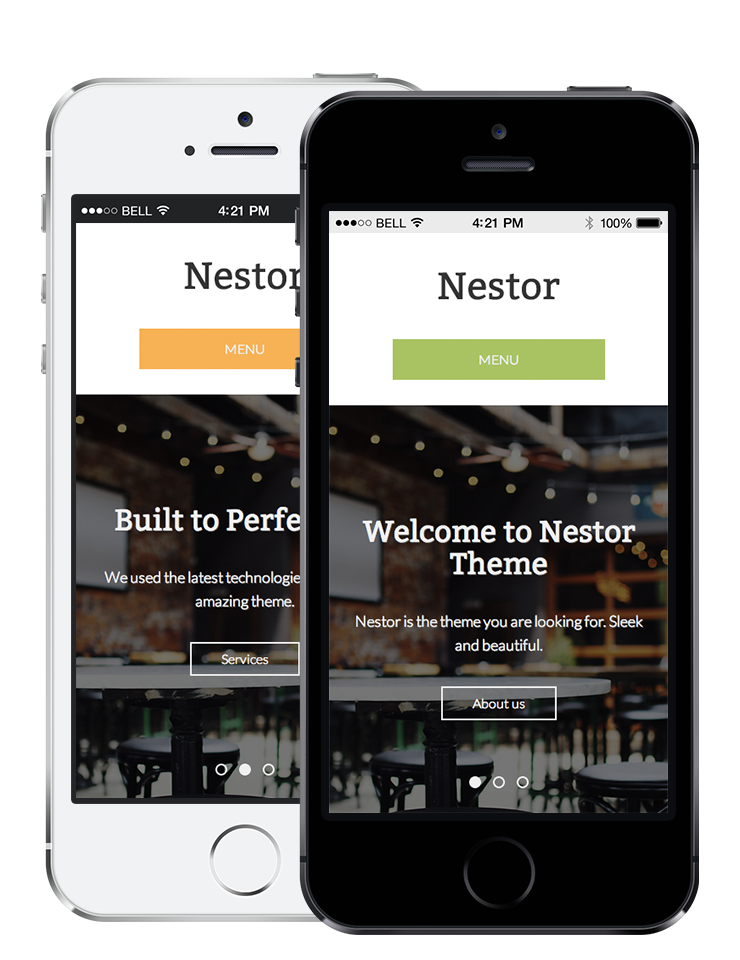 BELL 4:21 PM
Nestor
MENU
Built to Perfe
We used the latest technologie
amazing theme.
Services
BELL 4:21 PM 100%
Nestor
MENU
Welcome to Nestor
Theme
Nestor is the theme you are looking for. Sleek
and beautiful.
About us